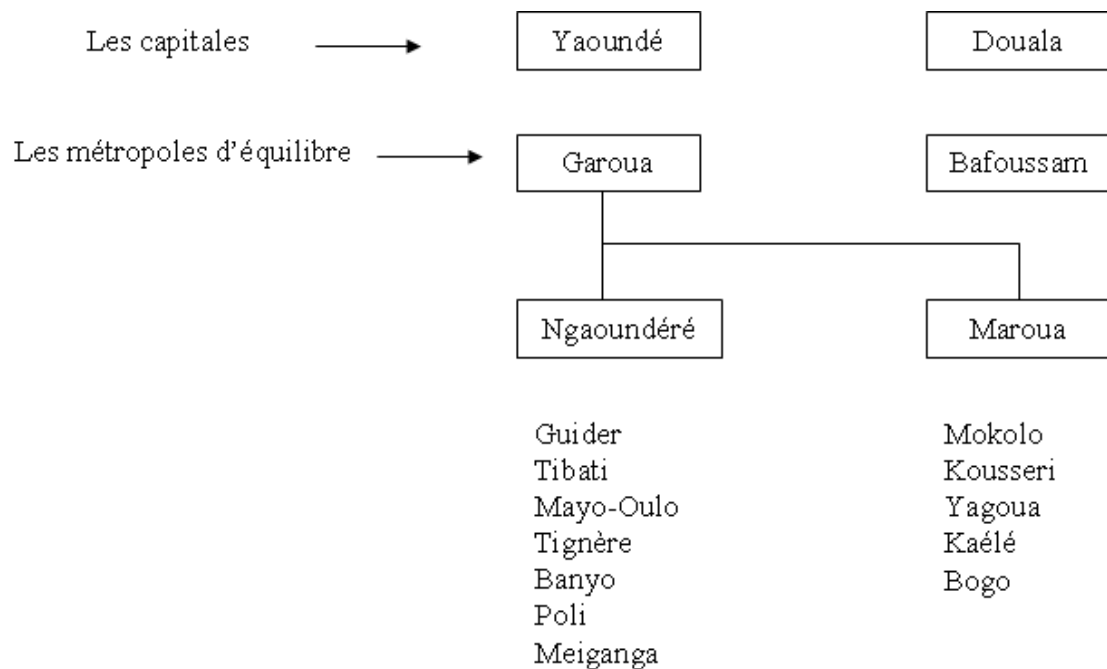 Les capitales
Yaoundé
Douala
Les métropoles d'équilibre
Garoua
Bafoussam
Ngaoundéré
Maroua
Guider
Tibati
Mayo-Oulo
Tignère
Banyo
Poli
Meiganga
Mokolo
Kousseri
Yagoua
Kaélé
Bogo